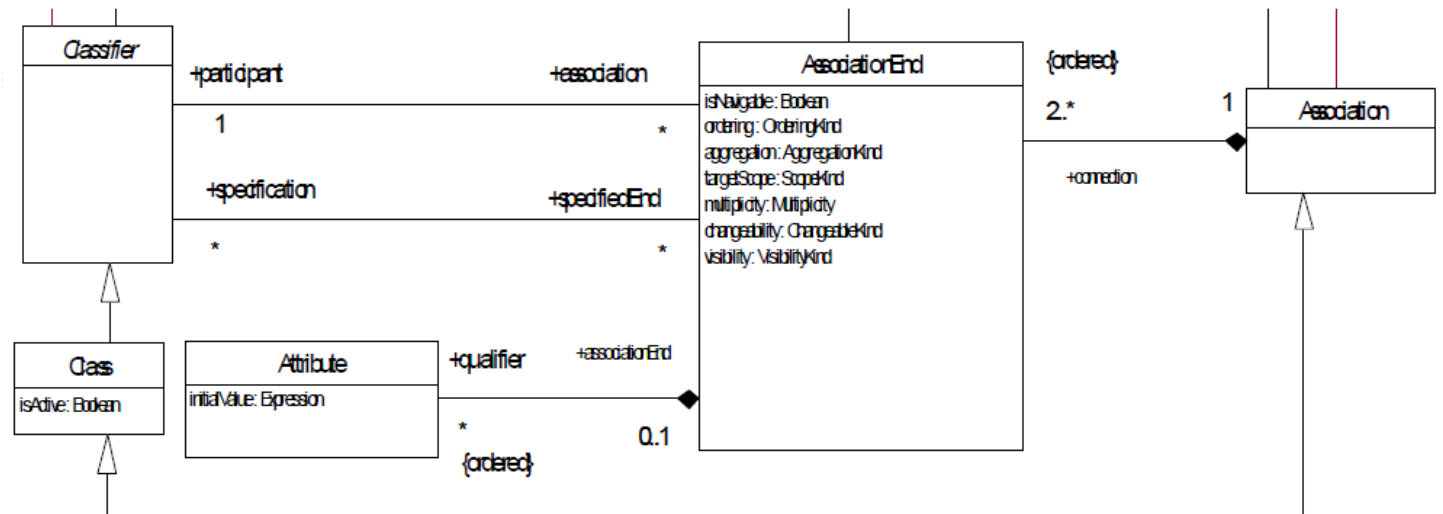 Classifier
+participant
+association
1
*
+specification
+specifiedEnd
*
*
AssociationEnd
isNavigable : Boolean
ordering : OrderingKind
aggregation : AggregationKind
targetScope : ScopeKind
multiplicity : Multiplicity
changeability : ChangeableKind
visibility : VisibilityKind
{ordered}
2..*
1
+connection
Association
Class
isActive : Boolean
Attribute
initialValue : Expression
+qualifier
+associationEnd
*
0..1
{ordered}